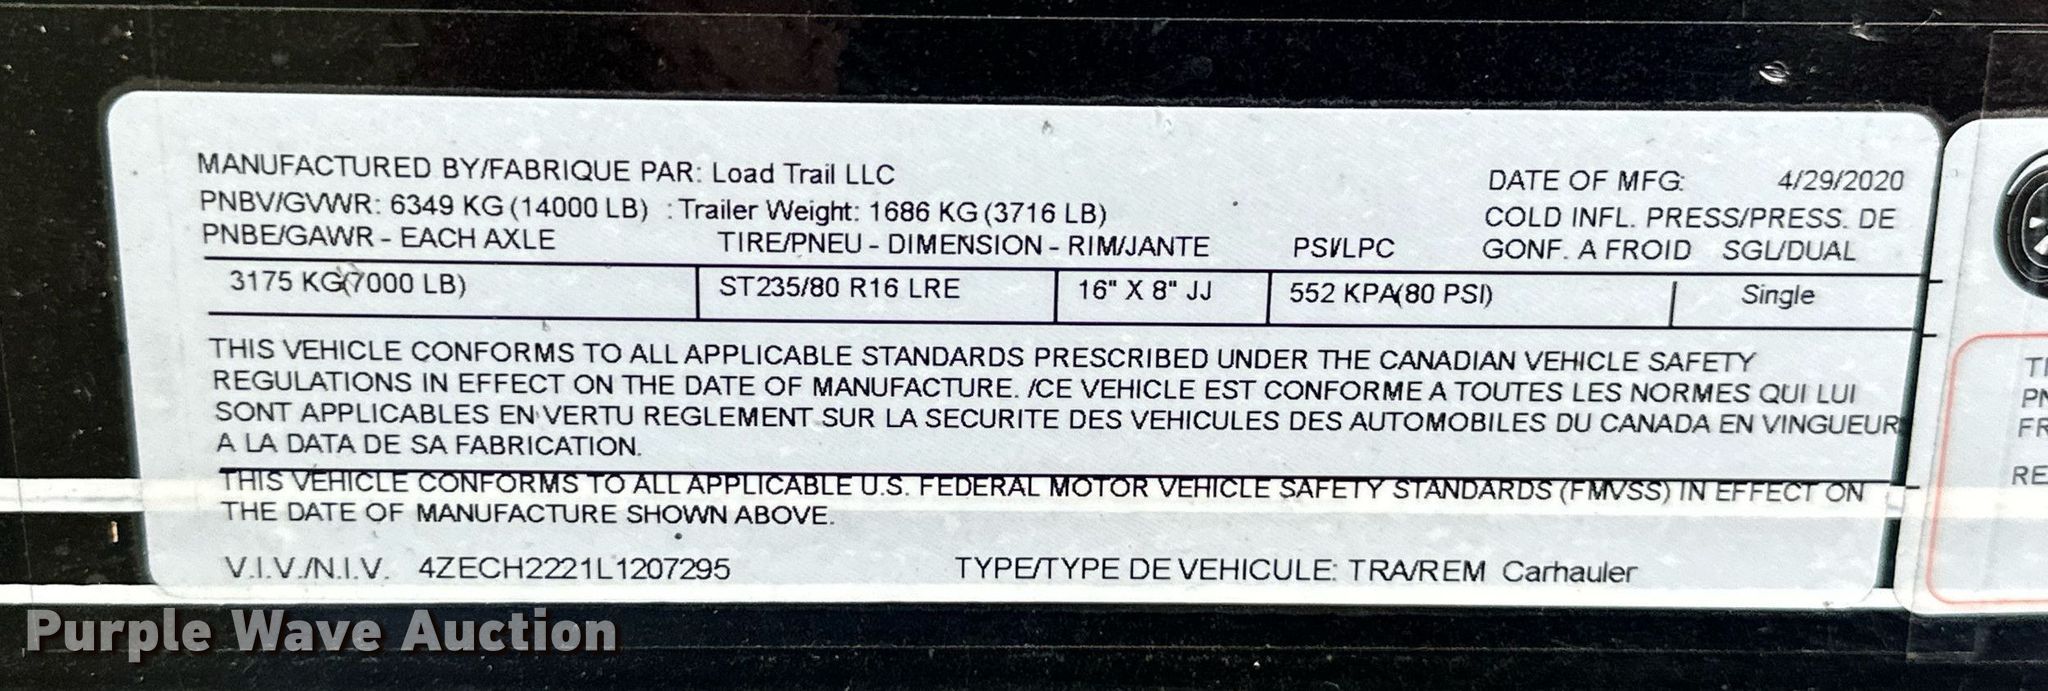 MANUFACTURED BY/FABRIQUE PAR: Load Trail LLC DATE OF MFG: 4/29/2020
PNBV/GVWR: 6349 KG (14000 LB) : Trailer Weight: 1686 KG (3716 LB) COLD INFL. PRESS/PRESS. DE
PNBE/GAWR - EACH AXLE TIRE/PNEU - DIMENSION - RIM/JANTE PSI/LPC GONF. A FROID SGL/DUAL
3175 KG(7000 LB) ST235/80 R16 LRE 16" X 8" JJ 552 KPA(80 PSI) Single
THIS VEHICLE CONFORMS TO ALL APPLICABLE STANDARDS PRESCRIBED UNDER THE CANADIAN VEHICLE SAFETY
REGULATIONS IN EFFECT ON THE DATE OF MANUFACTURE. /CE VEHICLE EST CONFORME A TOUTES LES NORMES QUI LUI
SONT APPLICABLES EN VERTU REGLEMENT SUR LA SECURITE DES VEHICULES DES AUTOMOBILES DU CANADA EN VINGUEUR
A LA DATA DE SA FABRICATION.
THIS VEHICLE CONFORMS TO ALL APPLICABLE U.S. FEDERAL MOTOR VEHICLE SAFETY STANDARDS (FMVSS) IN EFFECT ON
THE DATE OF MANUFACTURE SHOWN ABOVE.
V.I.V./N.I.V. 4ZECH2221L1207295 TYPE/TYPE DE VEHICULE: TRA/REM Carhauler
Purple Wave Auction